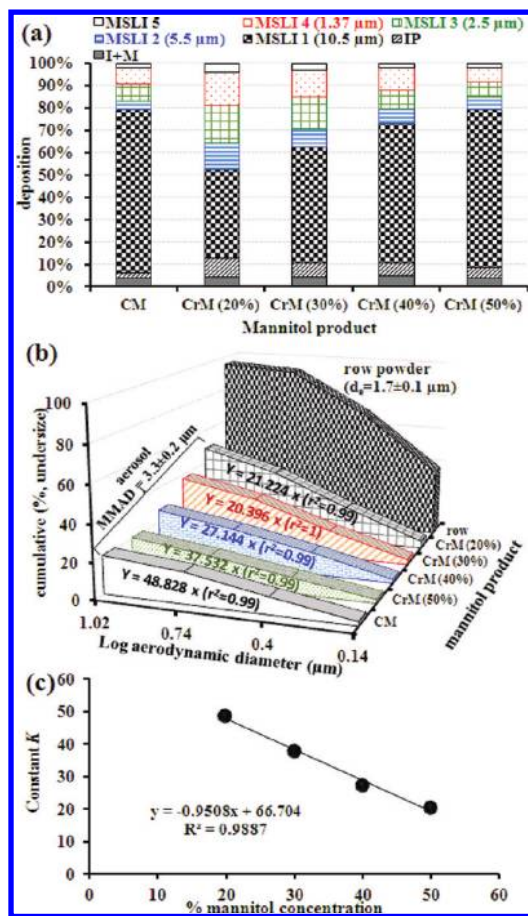 (a)
MSLI 5
MSLI 4 (1.37 µm)
MSLI 3 (2.5 µm)
MSLI 2 (5.5 µm)
MSLI 1 (10.5 µm)
IP
I+M
deposition
100%
90%
80%
70%
60%
50%
40%
30%
20%
10%
0%
CM
CrM (20%)
CrM (30%)
CrM (40%)
CrM (50%)
Mannitol product
(b)
row powder
(dₐ=1.7±0.1 µm)
cumulative (%, undersize)
100
80
60
40
20
0
aerosol
MMAD = 3.3±0.2 µm
Y = 21.224 x (r²=0.99)
Y = 20.396 x (r²=1)
Y = 27.144 x (r²=0.99)
Y = 37.532 x (r²=0.99)
Y = 48.828 x (r²=0.99)
row
CrM (20%)
CrM (30%)
CrM (40%)
CrM (50%)
CM
mannitol product
1.02
0.74
0.4
0.14
Log aerodynamic diameter (µm)
(c)
Constant K
60
50
40
30
20
10
0
y = -0.9508x + 66.704
R² = 0.9887
0
10
20
30
40
50
60
% mannitol concentration